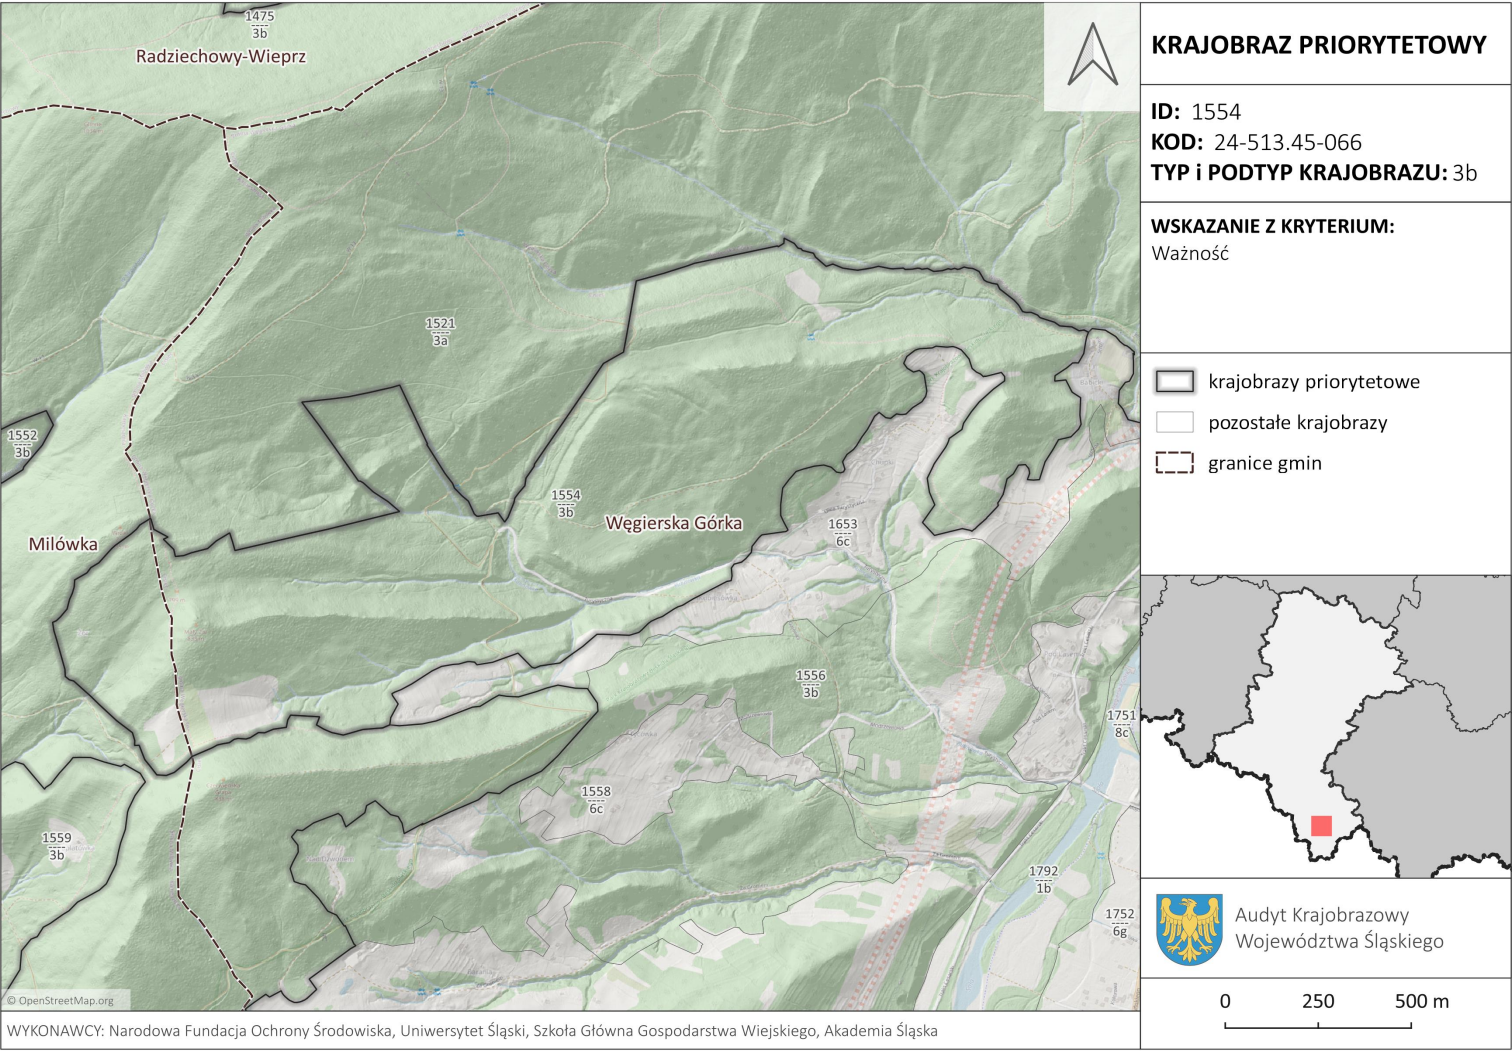 1475
3b
Radziechowy-Wieprz
1521
3a
1552
3b
1554
3b
Węgierska Górka
1653
6c
Milówka
1556
3b
1751
8c
1558
6c
1559
3b
1792
1b
1752
6g
© OpenStreetMap.org
WYKONAWCY: Narodowa Fundacja Ochrony Środowiska, Uniwersytet Śląski, Szkoła Główna Gospodarstwa Wiejskiego, Akademia Śląska
KRAJOBRAZ PRIORYTETOWY
ID: 1554
KOD: 24-513.45-066
TYP i PODTYP KRAJOBRAZU: 3b
WSKAZANIE Z KRYTERIUM:
Ważność
krajobrazy priorytetowe
pozostałe krajobrazy
granice gmin
Audyt Krajobrazowy
Województwa Śląskiego
0 250 500 m